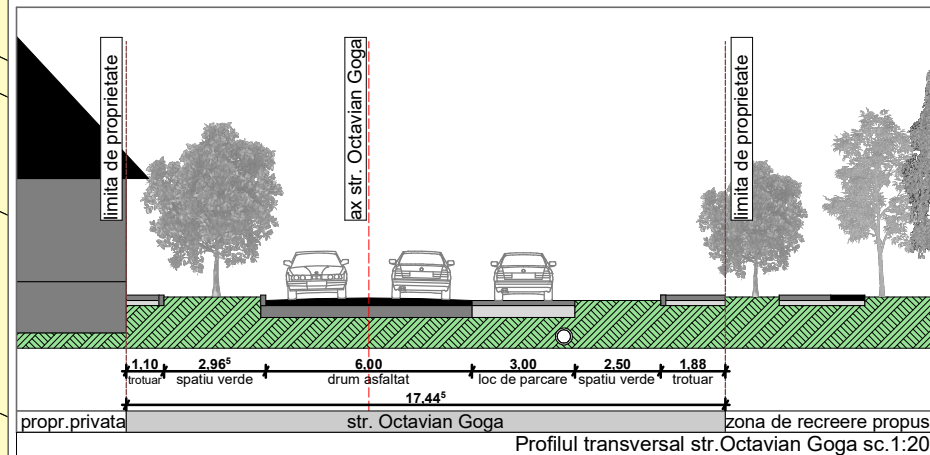 limita de proprietate
ax str. Octavian Goga
limita de proprietate
1,10 2,96⁵ 6,00 3,00 2,50 1,88
trotuar spatiu verde drum asfaltat loc de parcare spatiu verde trotuar
17,44⁵
propr.privata str. Octavian Goga zona de recreere propus
Profilul transversal str.Octavian Goga sc.1:20